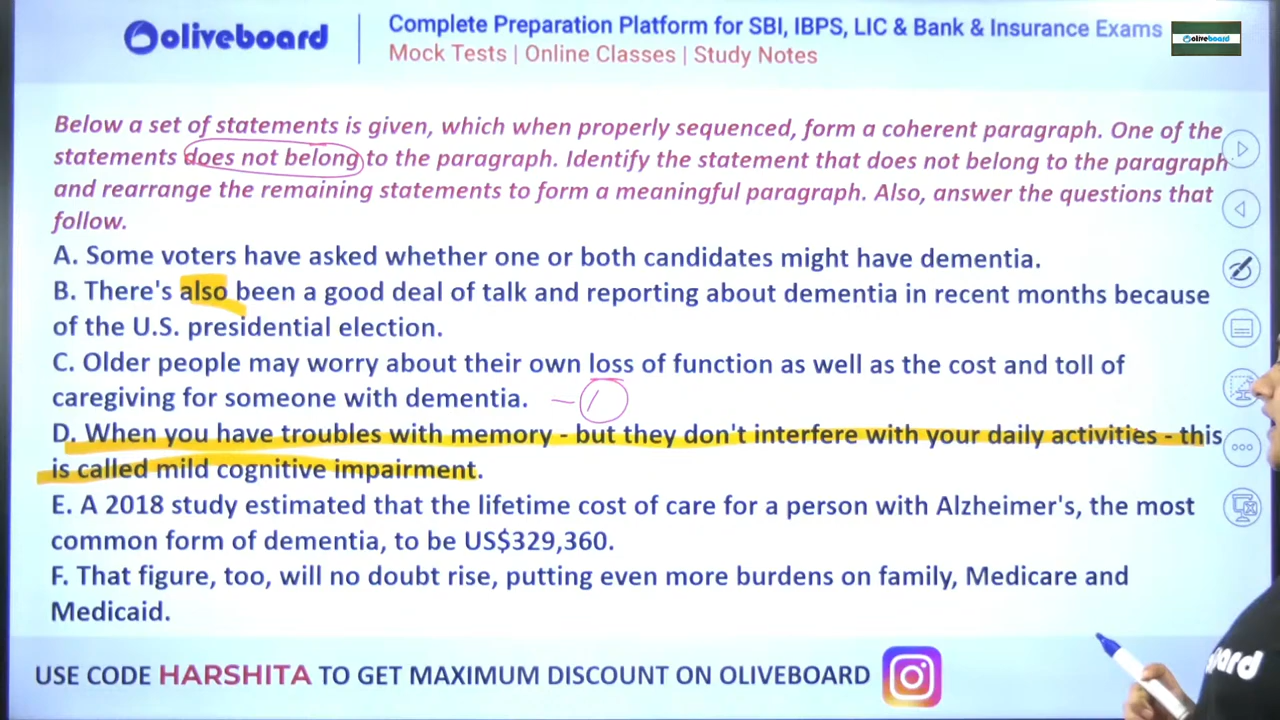 oliveboard
Complete Preparation Platform for SBI, IBPS, LIC & Bank & Insurance Exams
Mock Tests | Online Classes | Study Notes
oliveboard
Below a set of statements is given, which when properly sequenced, form a coherent paragraph. One of the
statements does not belong to the paragraph. Identify the statement that does not belong to the paragraph
and rearrange the remaining statements to form a meaningful paragraph. Also, answer the questions that
follow.
A. Some voters have asked whether one or both candidates might have dementia.
B. There's also been a good deal of talk and reporting about dementia in recent months because
of the U.S. presidential election.
C. Older people may worry about their own loss of function as well as the cost and toll of
caregiving for someone with dementia. – 1
D. When you have troubles with memory - but they don't interfere with your daily activities - this
is called mild cognitive impairment.
E. A 2018 study estimated that the lifetime cost of care for a person with Alzheimer's, the most
common form of dementia, to be US$329,360.
F. That figure, too, will no doubt rise, putting even more burdens on family, Medicare and
Medicaid.
USE CODE HARSHITA TO GET MAXIMUM DISCOUNT ON OLIVEBOARD